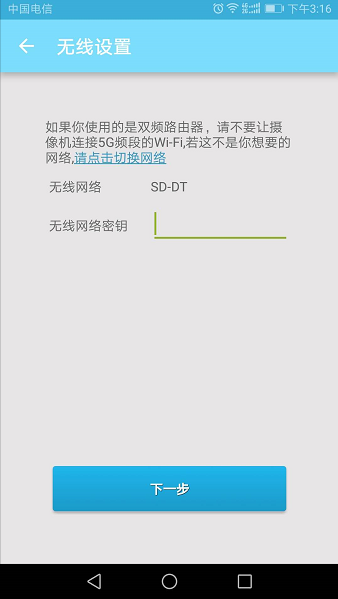 中国电信 下午3:16
无线设置
如果你使用的是双频路由器，请不要让摄
像机连接5G频段的Wi-Fi,若这不是你想要的
网络,请点击切换网络
无线网络 SD-DT
无线网络密钥
下一步